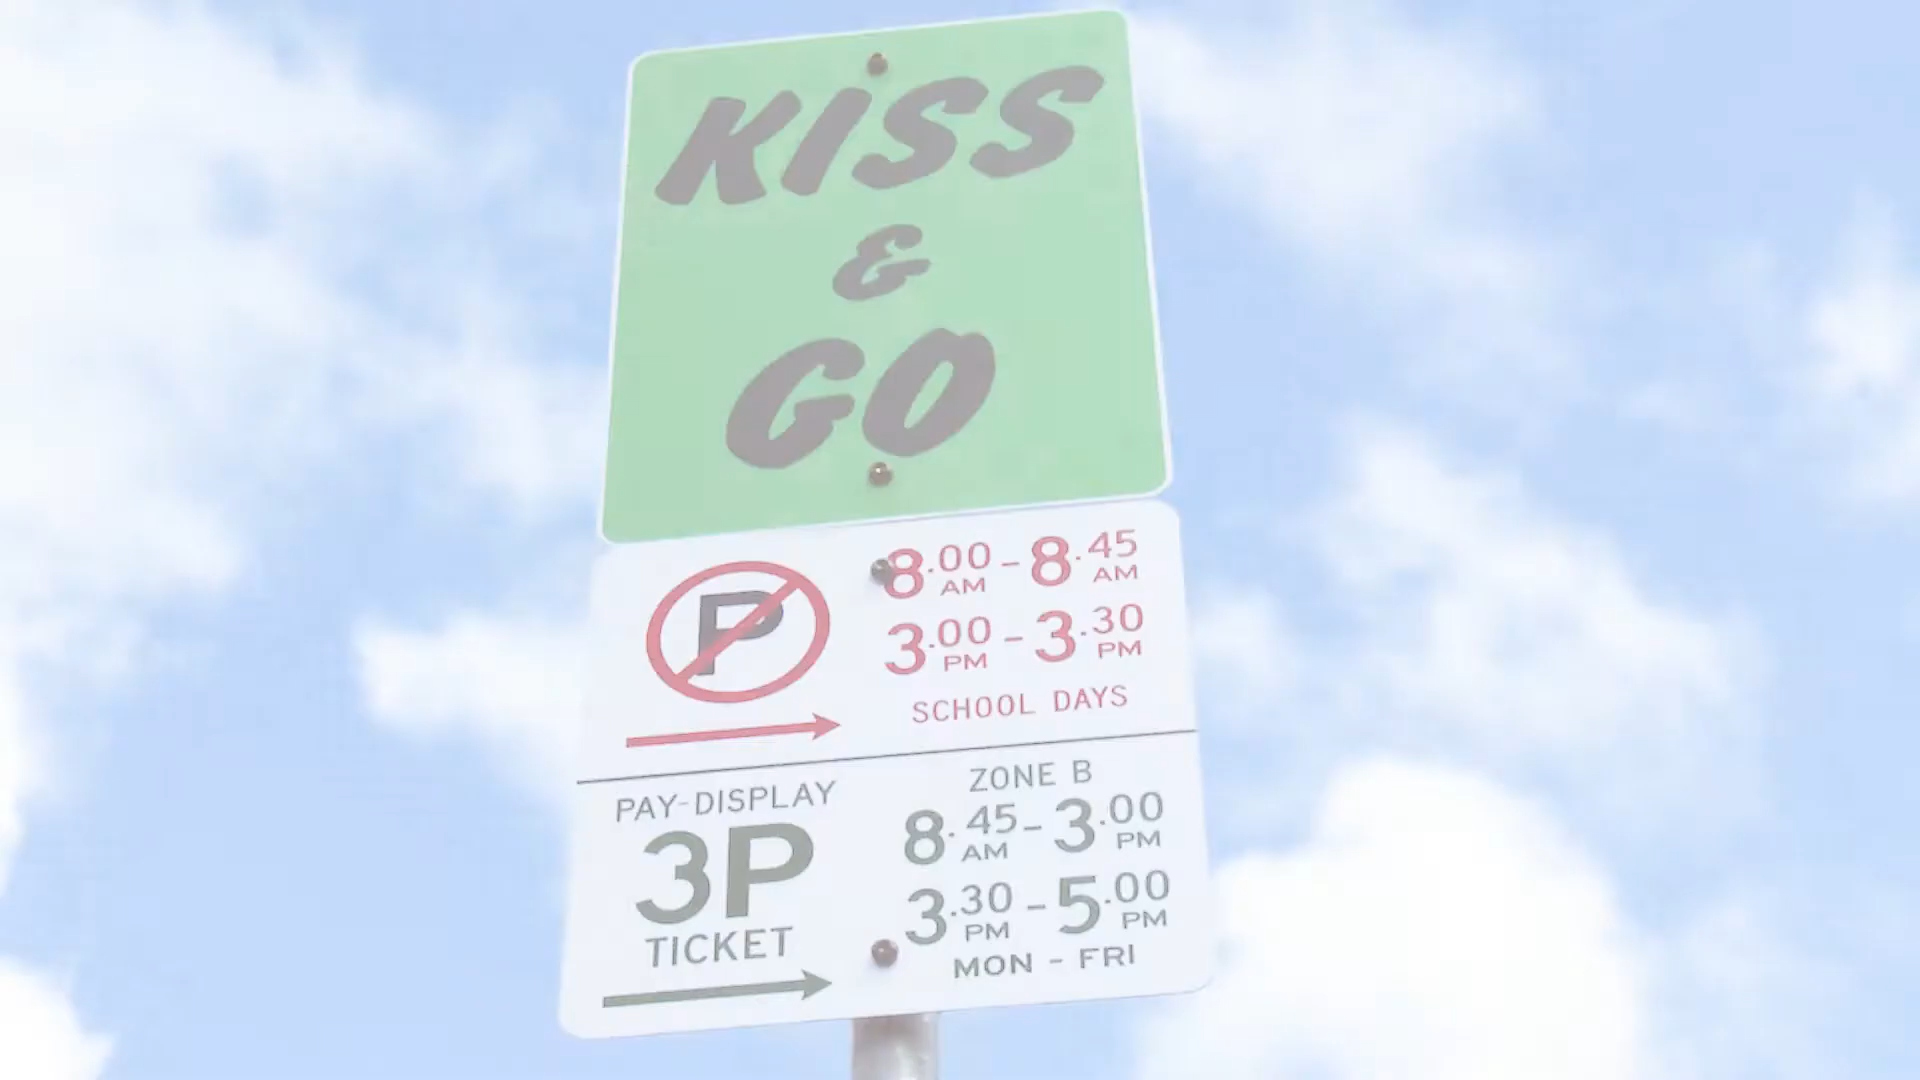 KISS
&
GO
P 8.00 AM - 8.45 AM
3.00 PM - 3.30 PM
SCHOOL DAYS
PAY-DISPLAY
3P
TICKET
ZONE B
8.45 AM - 3.00 PM
3.30 PM - 5.00 PM
MON - FRI